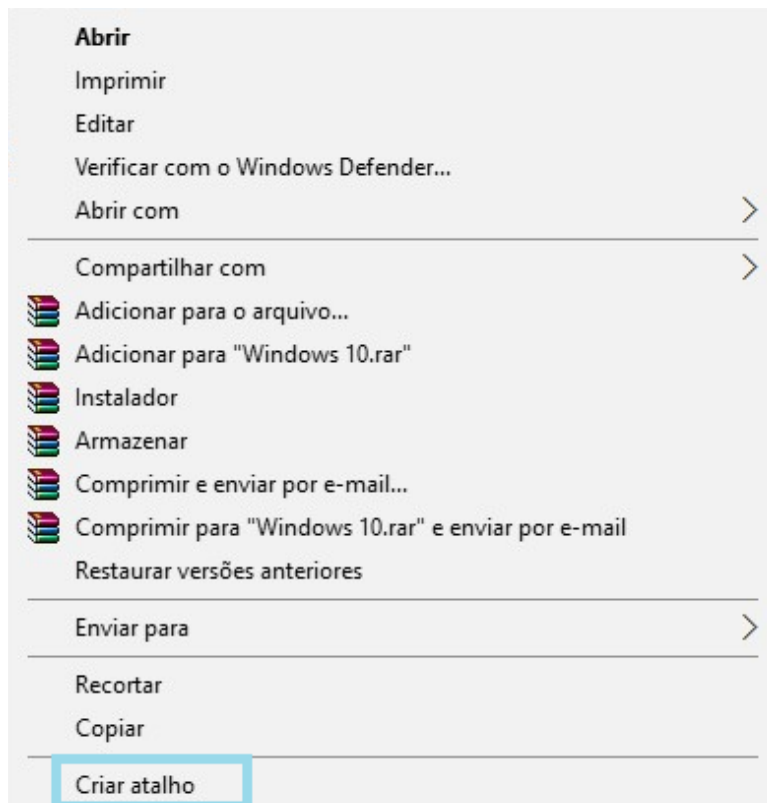 Abrir
Imprimir
Editar
Verificar com o Windows Defender...
Abrir com
Compartilhar com
Adicionar para o arquivo...
Adicionar para "Windows 10.rar"
Instalador
Armazenar
Comprimir e enviar por e-mail...
Comprimir para "Windows 10.rar" e enviar por e-mail
Restaurar versões anteriores
Enviar para
Recortar
Copiar
Criar atalho